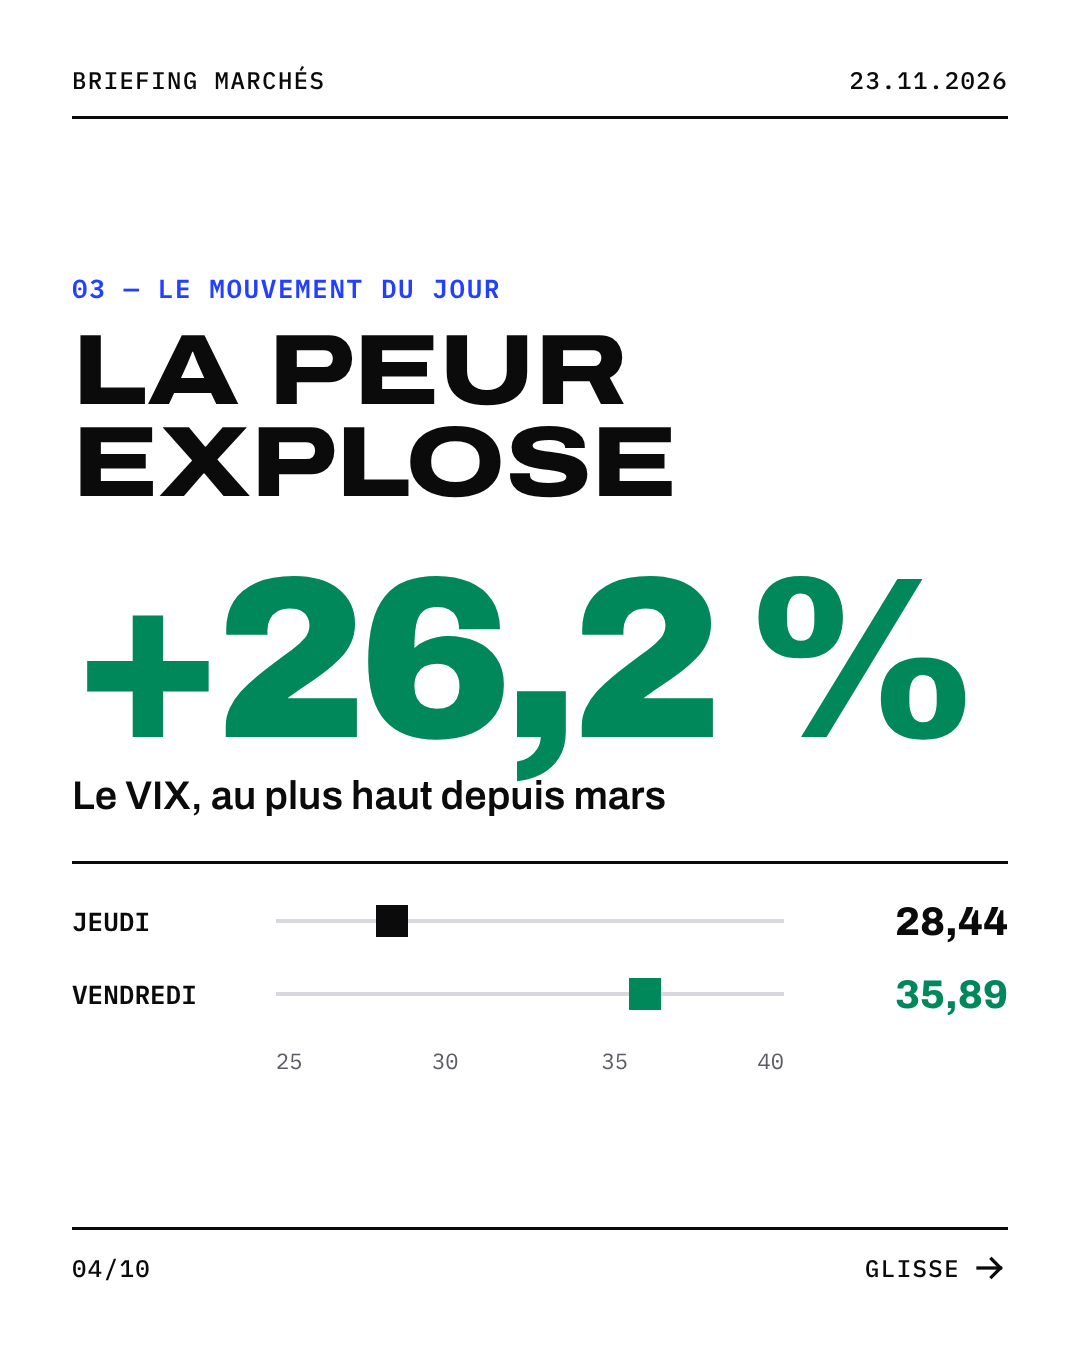 BRIEFING MARCHÉS
23.11.2026
03 — LE MOUVEMENT DU JOUR
LA PEUR
EXPLOSE
+26,2 %
Le VIX, au plus haut depuis mars
JEUDI
28,44
VENDREDI
35,89
25 30 35 40
04/10
GLISSE →